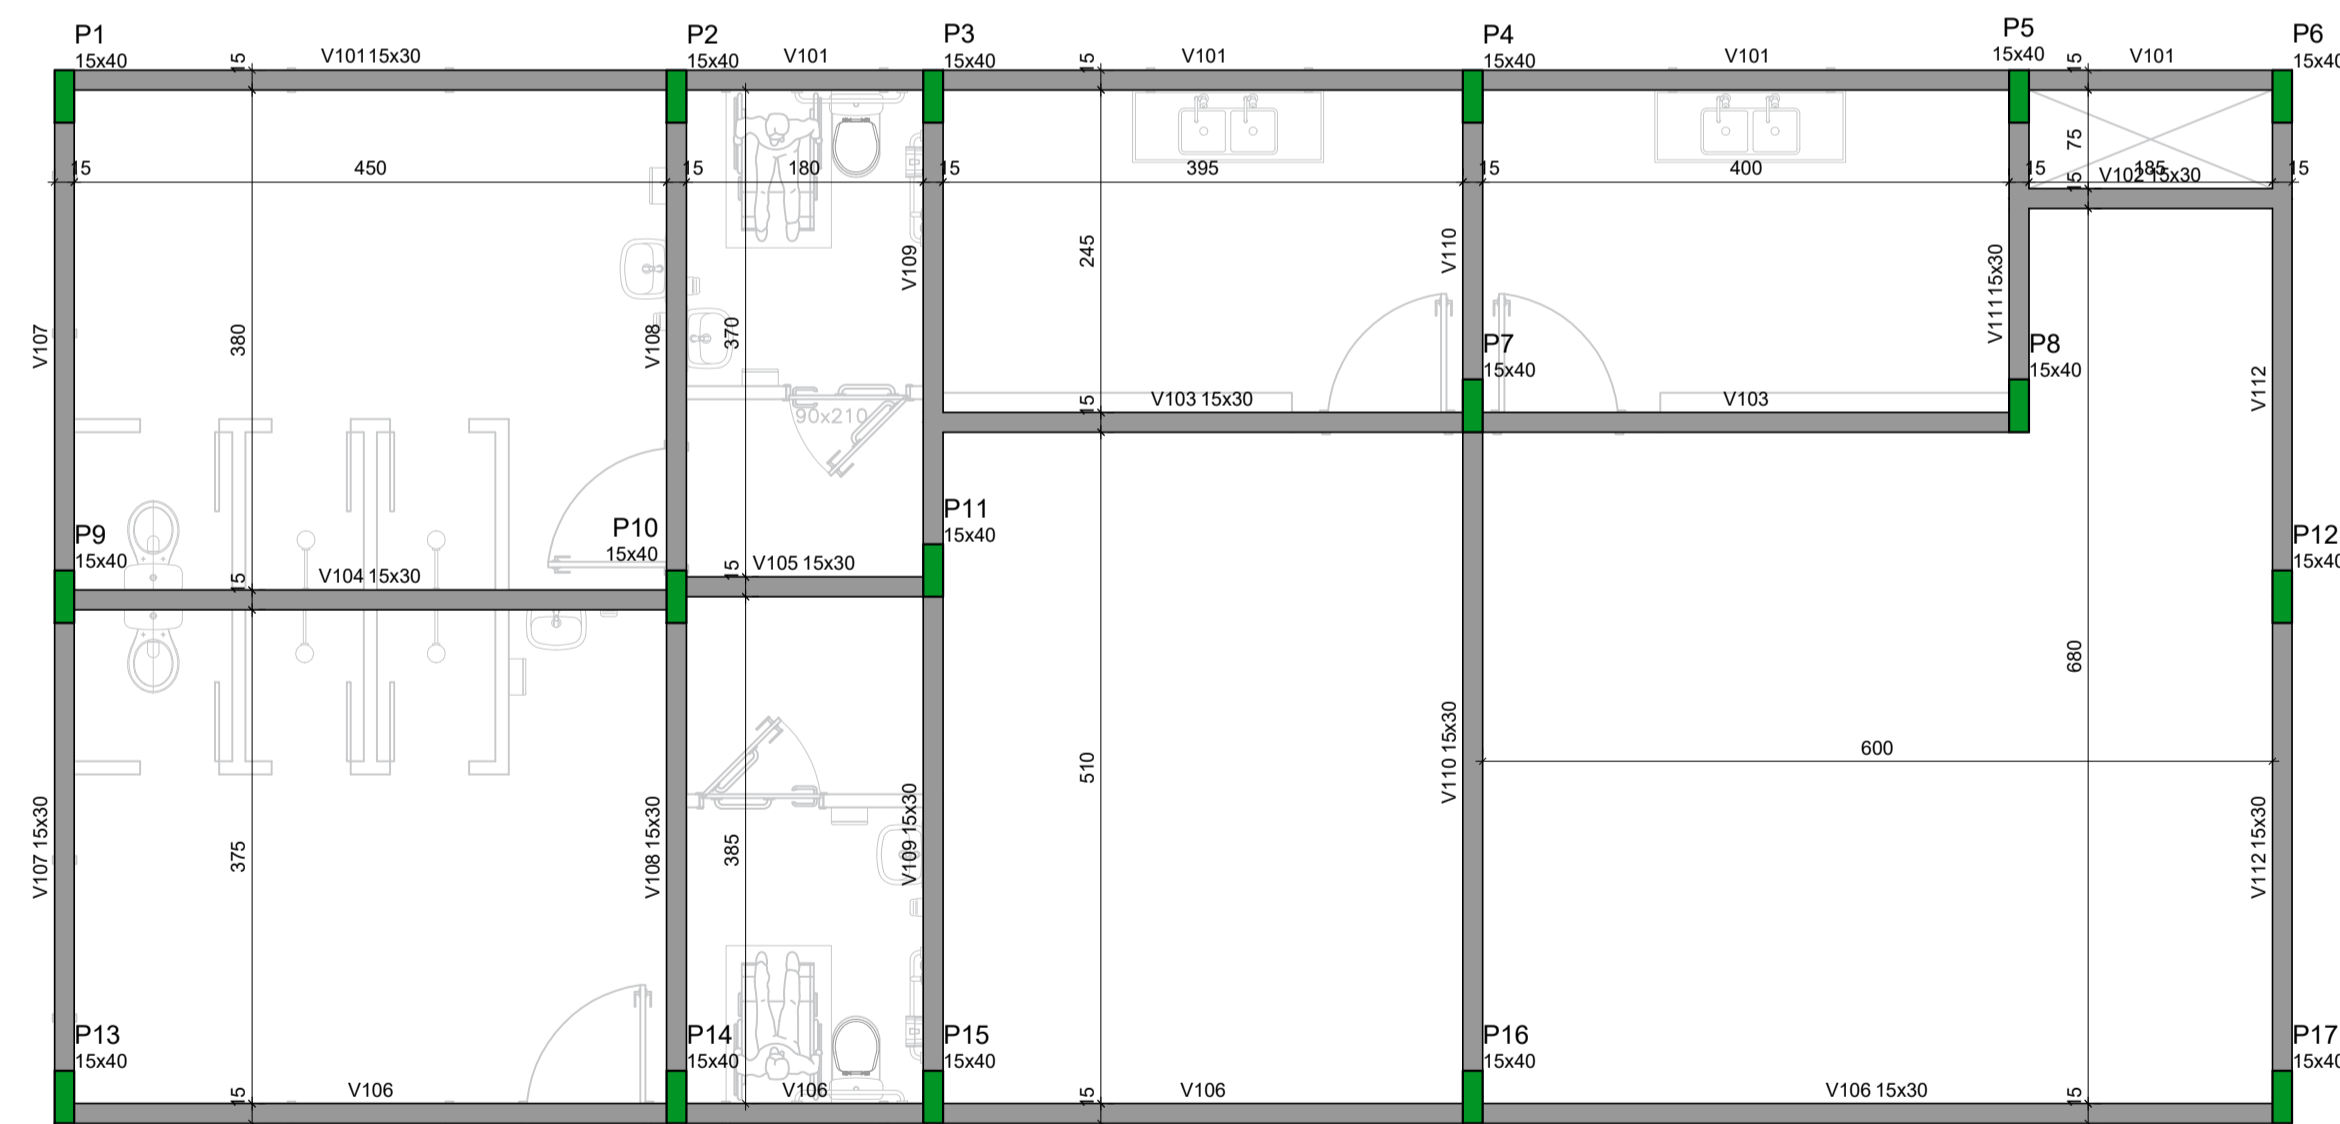 P1
15x40
V101 15x30
15
P2
15x40
V101
P3
15x40
15
V101
P4
15x40
V101
P5
15x40
15
V101
P6
15x40
15
450
15
180
15
395
15
400
15
185
15
75
15
V102 15x30
V107
380
V108
370
V109
245
V110
V111 15x30
V112
P7
15x40
P8
15x40
90x210
15
V103 15x30
V103
P9
15x40
P10
15x40
P11
15x40
P12
15x40
15
V104 15x30
15
V105 15x30
680
600
V107 15x30
375
V108 15x30
385
V109 15x30
510
V110 15x30
V112 15x30
P13
15x40
P14
15x40
P15
15x40
P16
15x40
P17
15x40
15
V106
V106
15
V106
V106 15x30
15